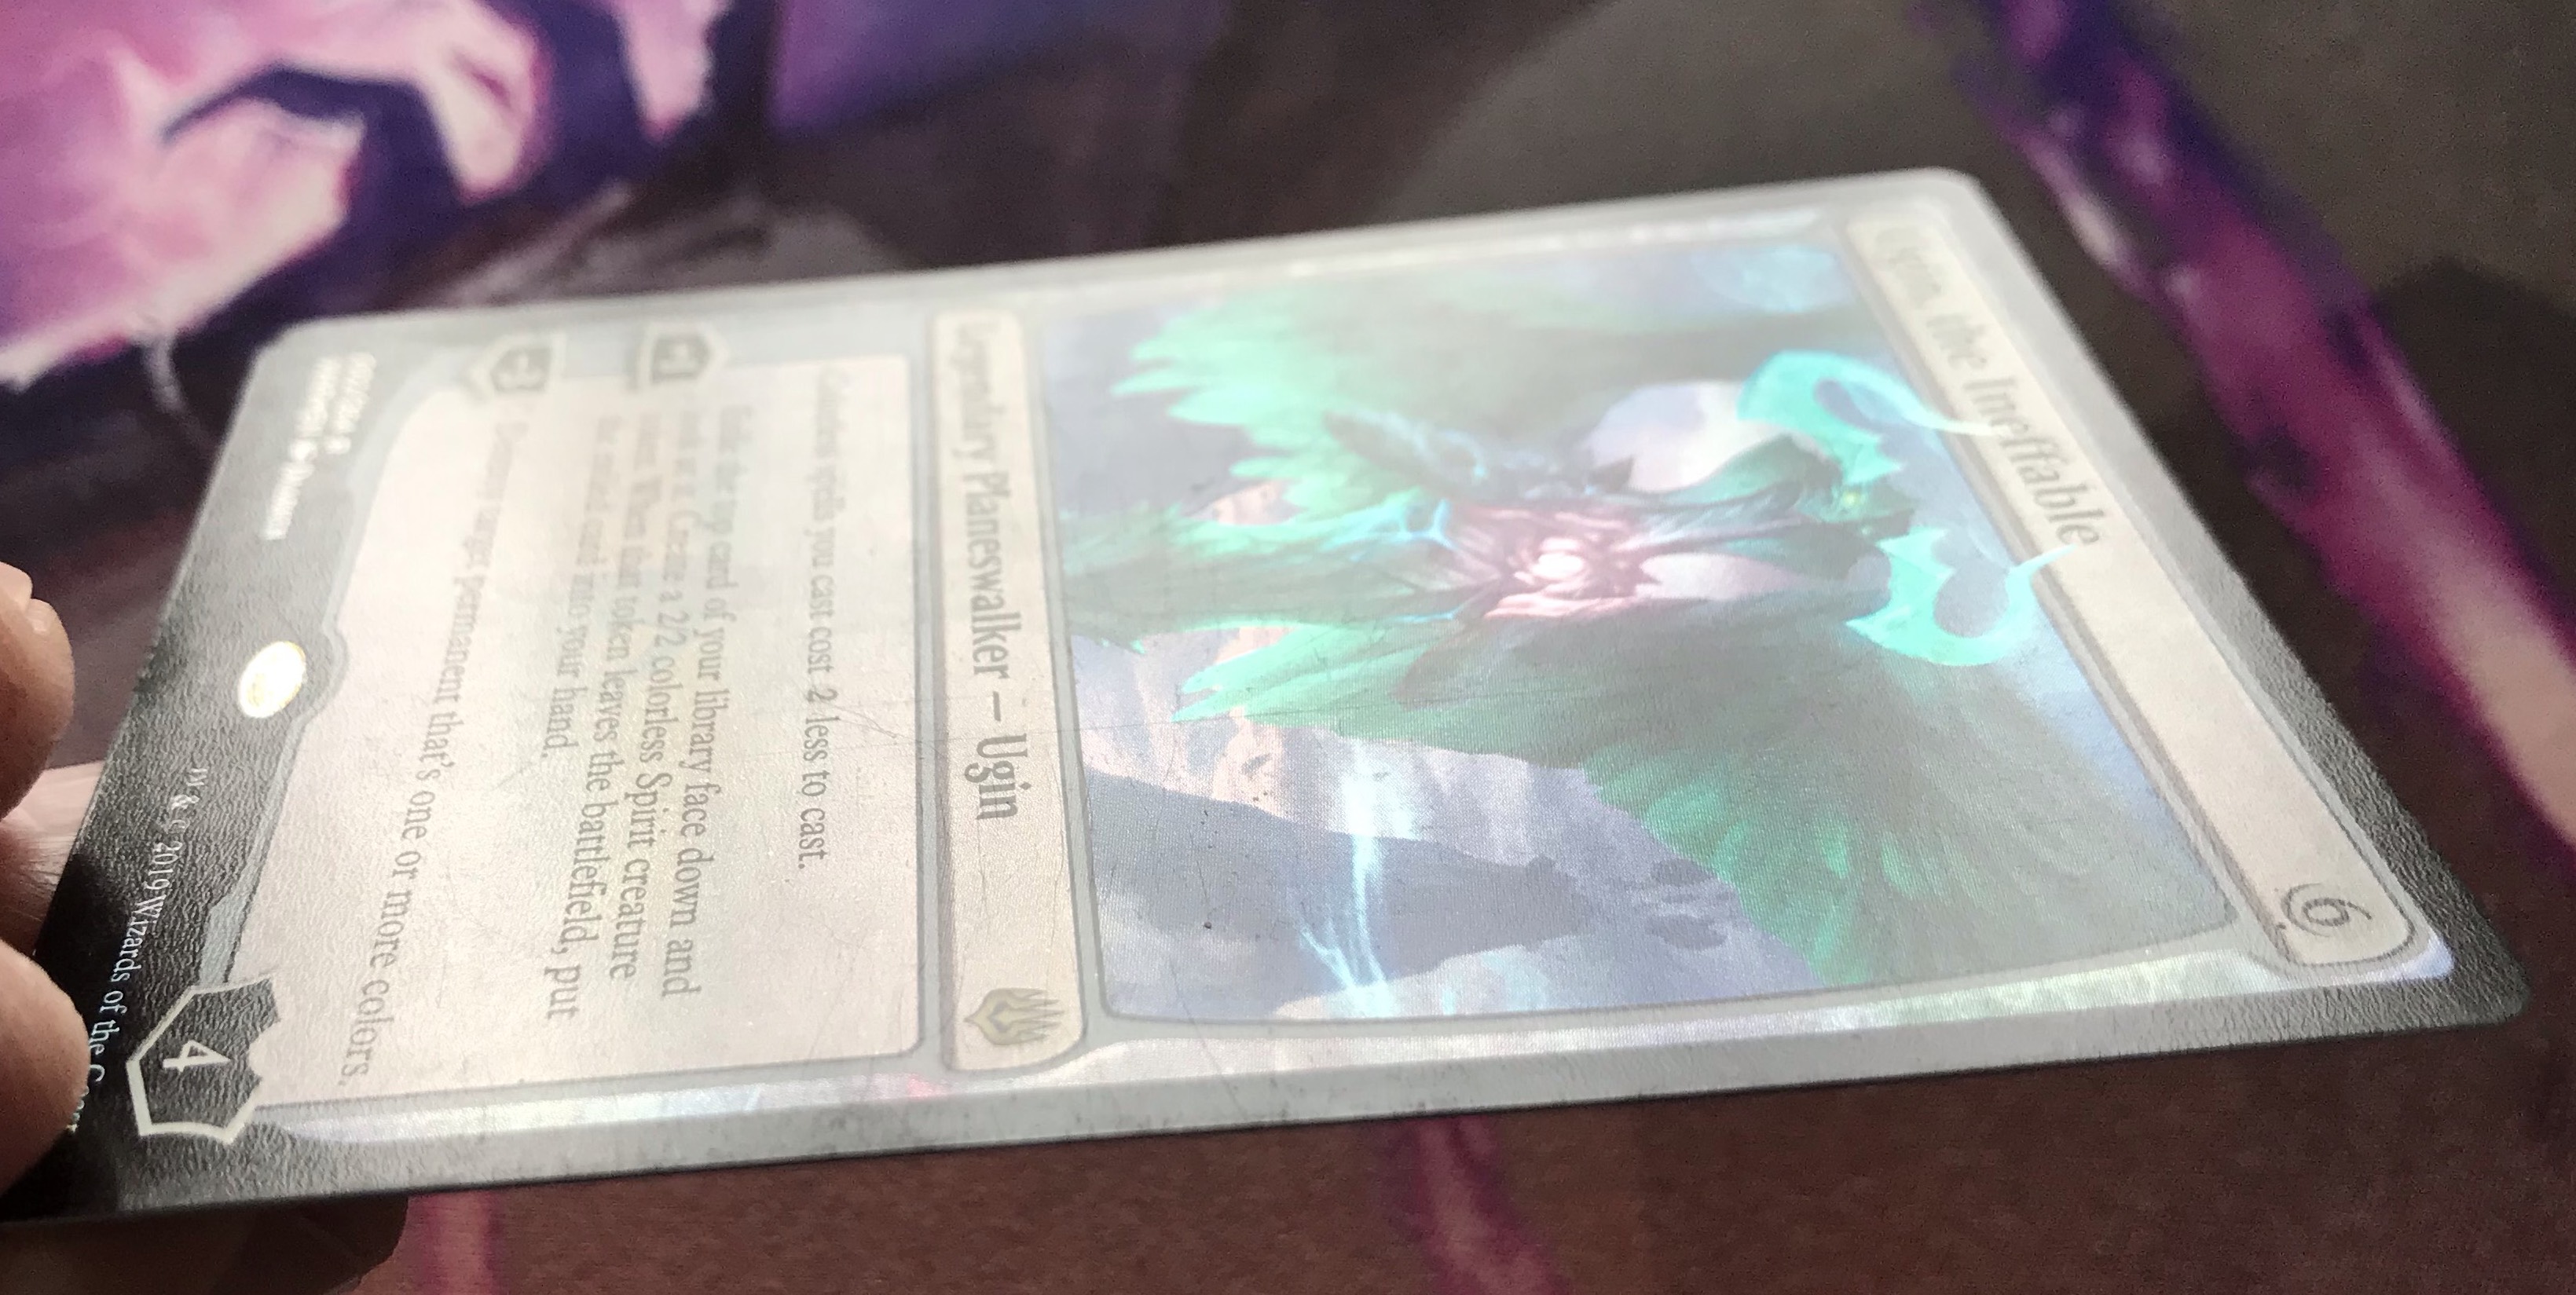 Ugin, the Ineffable
6
Legendary Planeswalker – Ugin
Colorless spells you cast cost 2 less to cast.
+1
Exile the top card of your library face down and
look at it. Create a 2/2 colorless Spirit creature
token. When that token leaves the battlefield, put
the exiled card into your hand.
−3
Destroy target permanent that's one or more colors.
4
™ & © 2019 Wizards of the